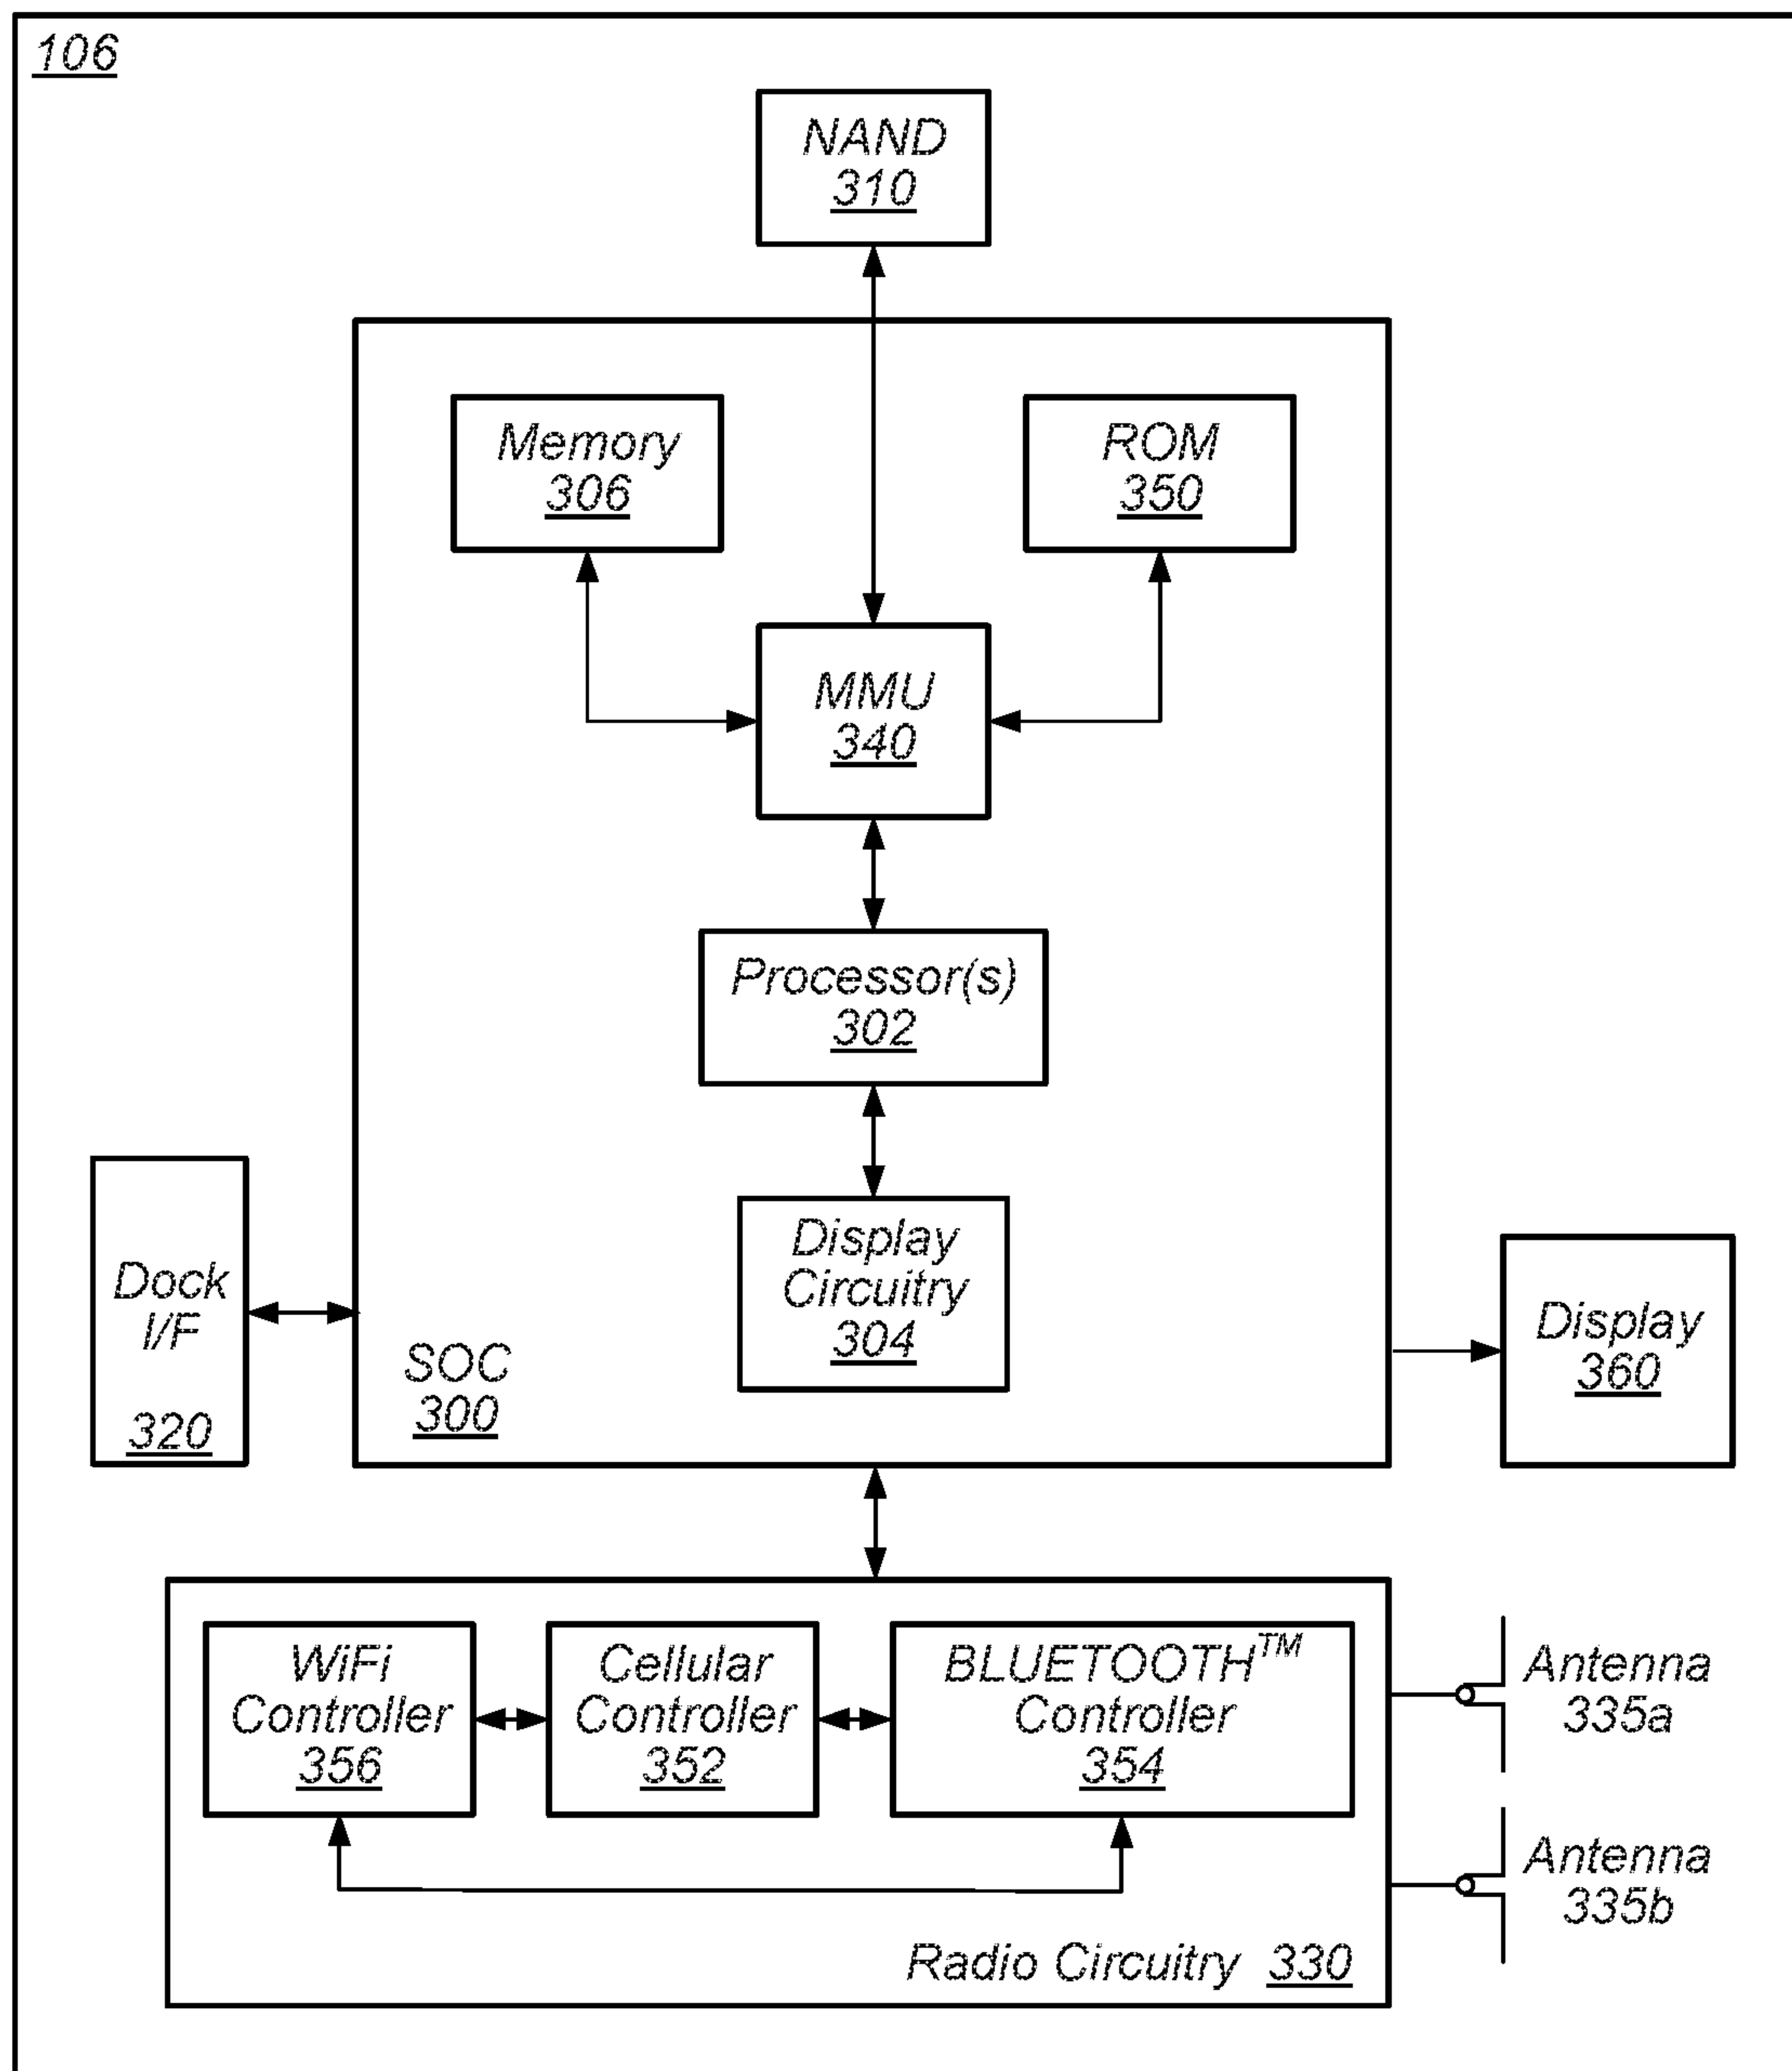 106
NAND
310
Memory
306
ROM
350
MMU
340
Processor(s)
302
Display
Circuitry
304
Dock
I/F
320
SOC
300
Display
360
WiFi
Controller
356
Cellular
Controller
352
BLUETOOTH™
Controller
354
Antenna
335a
Antenna
335b
Radio Circuitry 330